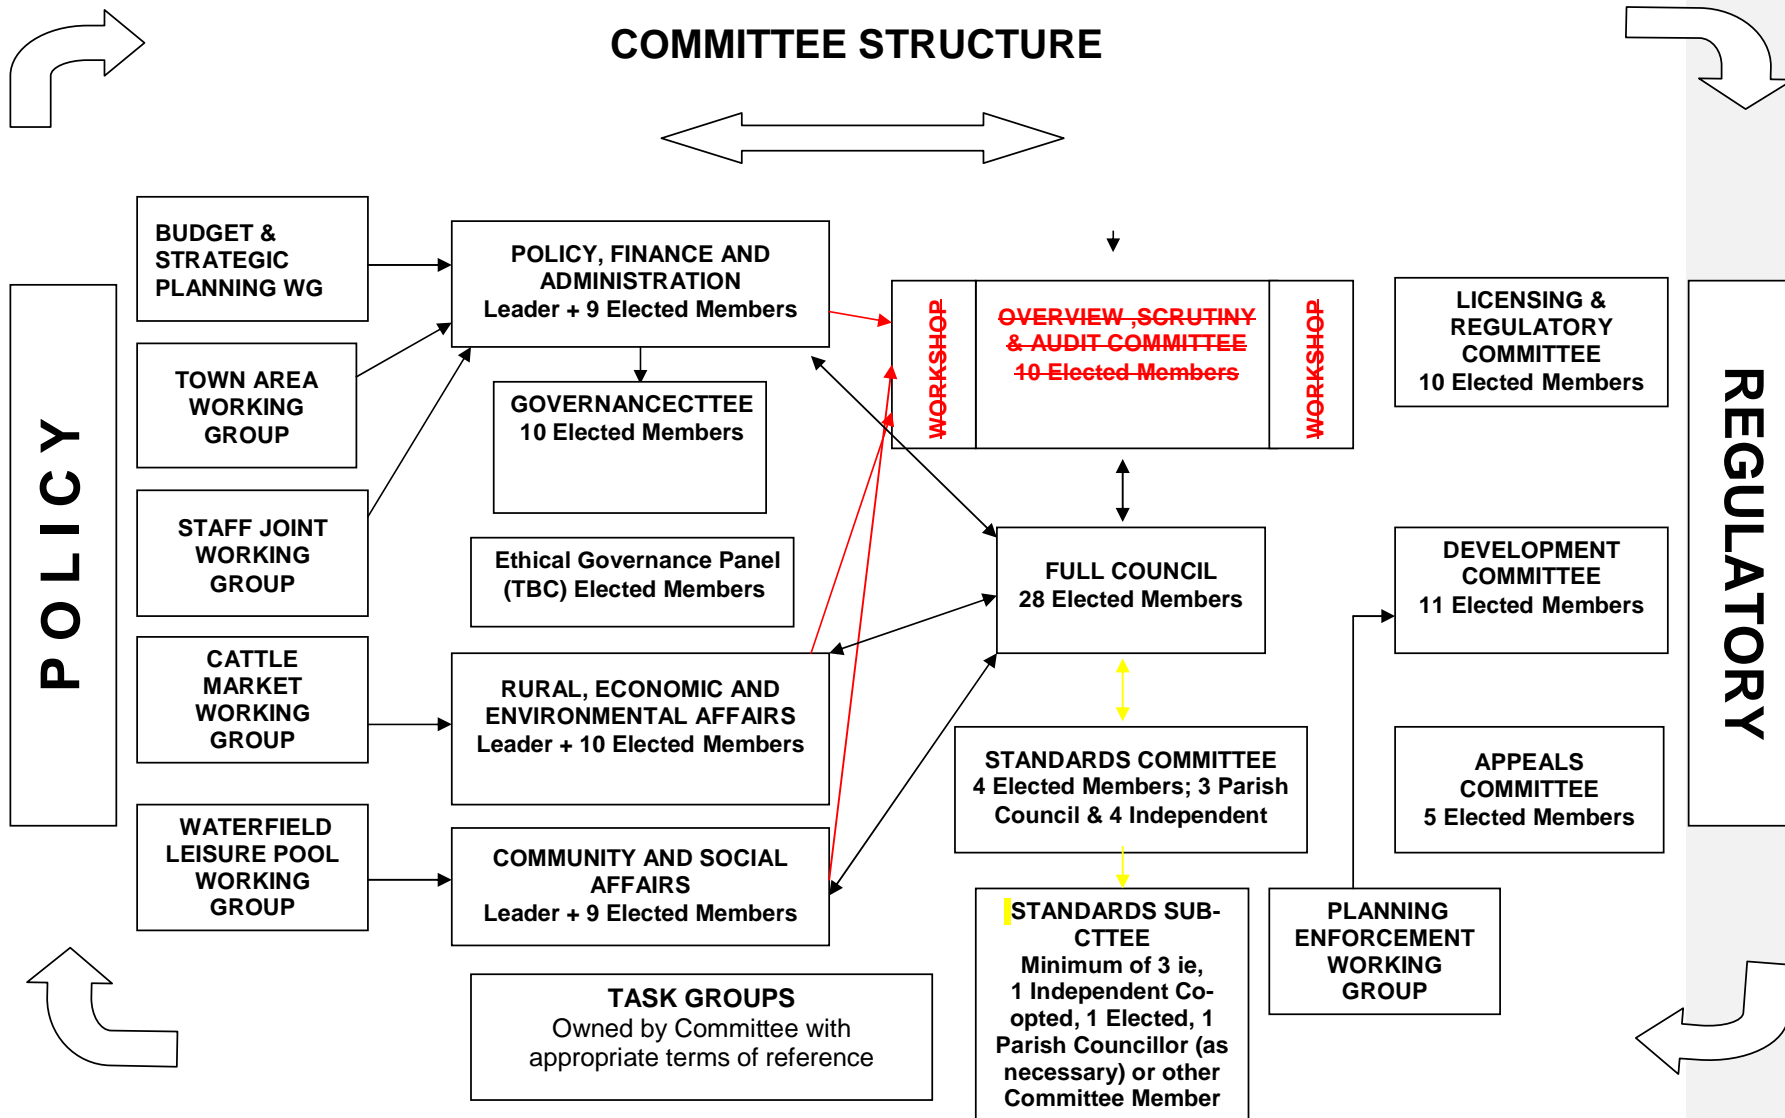 COMMITTEE STRUCTURE
POLICY
BUDGET &
STRATEGIC
PLANNING WG
TOWN AREA
WORKING
GROUP
STAFF JOINT
WORKING
GROUP
CATTLE
MARKET
WORKING
GROUP
WATERFIELD
LEISURE POOL
WORKING
GROUP
POLICY, FINANCE AND
ADMINISTRATION
Leader + 9 Elected Members
GOVERNANCECTTEE
10 Elected Members
Ethical Governance Panel
(TBC) Elected Members
RURAL, ECONOMIC AND
ENVIRONMENTAL AFFAIRS
Leader + 10 Elected Members
COMMUNITY AND SOCIAL
AFFAIRS
Leader + 9 Elected Members
TASK GROUPS
Owned by Committee with
appropriate terms of reference
WORKSHOP
OVERVIEW ,SCRUTINY
& AUDIT COMMITTEE
10 Elected Members
WORKSHOP
FULL COUNCIL
28 Elected Members
STANDARDS COMMITTEE
4 Elected Members; 3 Parish
Council & 4 Independent
STANDARDS SUB-
CTTEE
Minimum of 3 ie,
1 Independent Co-
opted, 1 Elected, 1
Parish Councillor (as
necessary) or other
Committee Member
LICENSING &
REGULATORY
COMMITTEE
10 Elected Members
DEVELOPMENT
COMMITTEE
11 Elected Members
APPEALS
COMMITTEE
5 Elected Members
PLANNING
ENFORCEMENT
WORKING
GROUP
REGULATORY